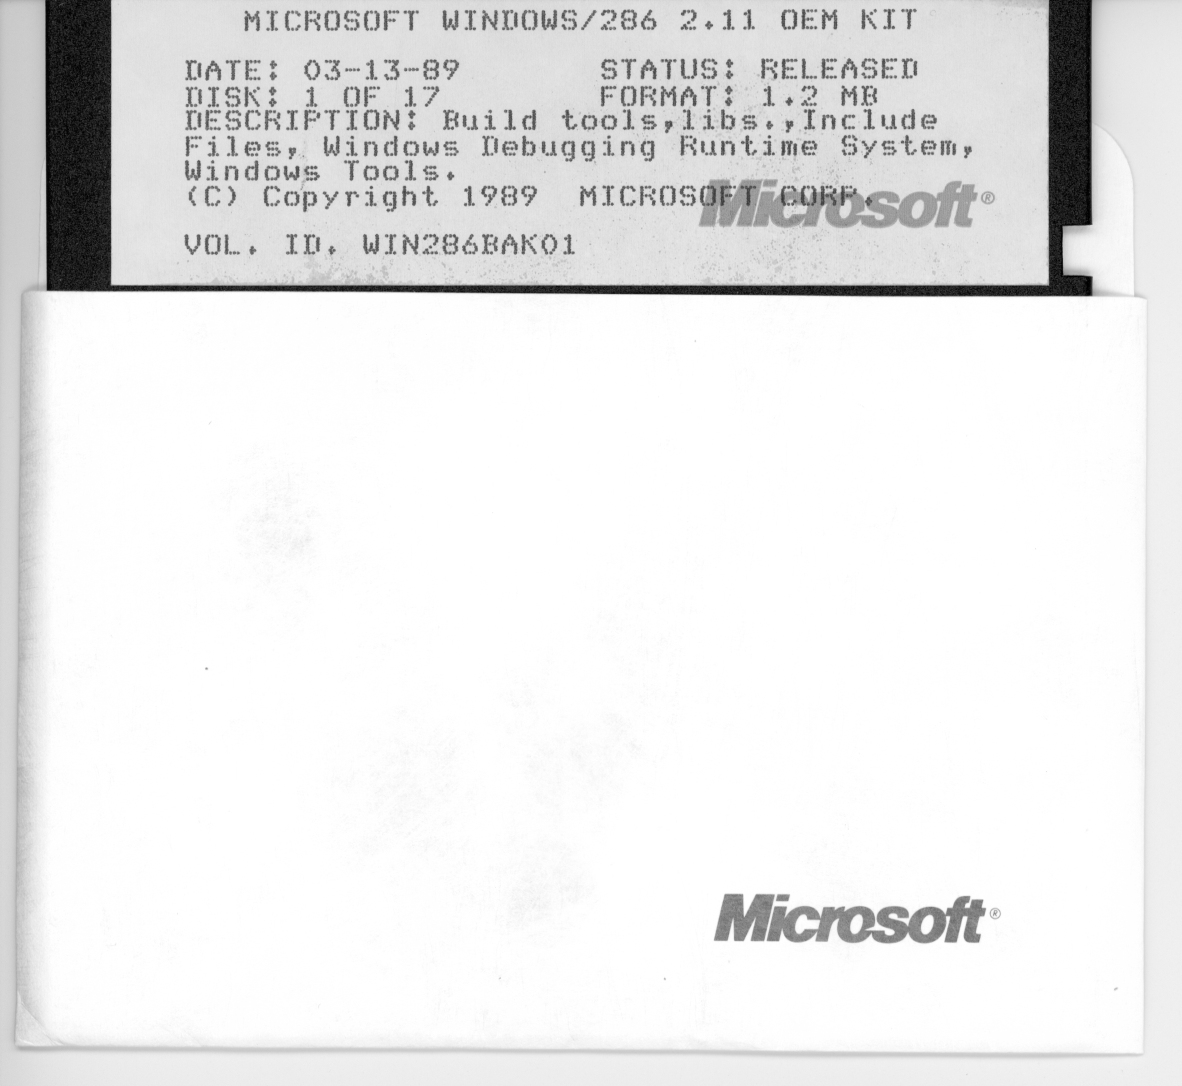 MICROSOFT WINDOWS/286 2.11 OEM KIT
DATE: 03-13-89 STATUS: RELEASED
DISK: 1 OF 17 FORMAT: 1.2 MB
DESCRIPTION: Build tools,libs.,Include
Files, Windows Debugging Runtime System,
Windows Tools.
(C) Copyright 1989 MICROSOFT CORP.
Microsoft®
VOL. ID. WIN286BAK01
Microsoft®